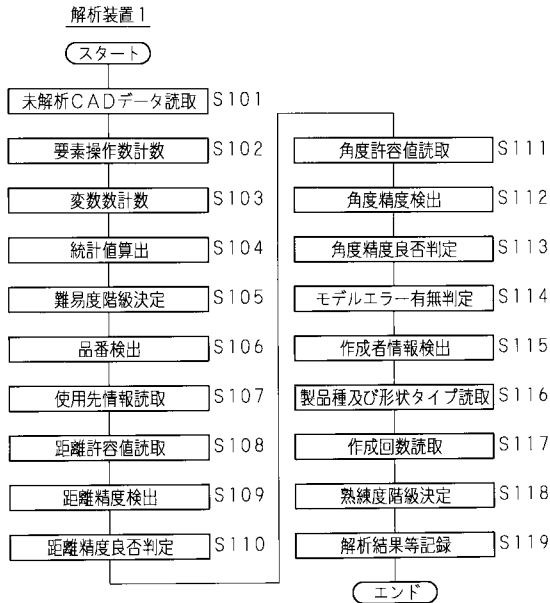 解析装置1
スタート
未解析CADデータ読取 S101
要素操作数計数 S102
変数数計数 S103
統計値算出 S104
難易度階級決定 S105
品番検出 S106
使用先情報読取 S107
距離許容値読取 S108
距離精度検出 S109
距離精度良否判定 S110
角度許容値読取 S111
角度精度検出 S112
角度精度良否判定 S113
モデルエラー有無判定 S114
作成者情報検出 S115
製品種及び形状タイプ読取 S116
作成回数読取 S117
熟練度階級決定 S118
解析結果等記録 S119
エンド